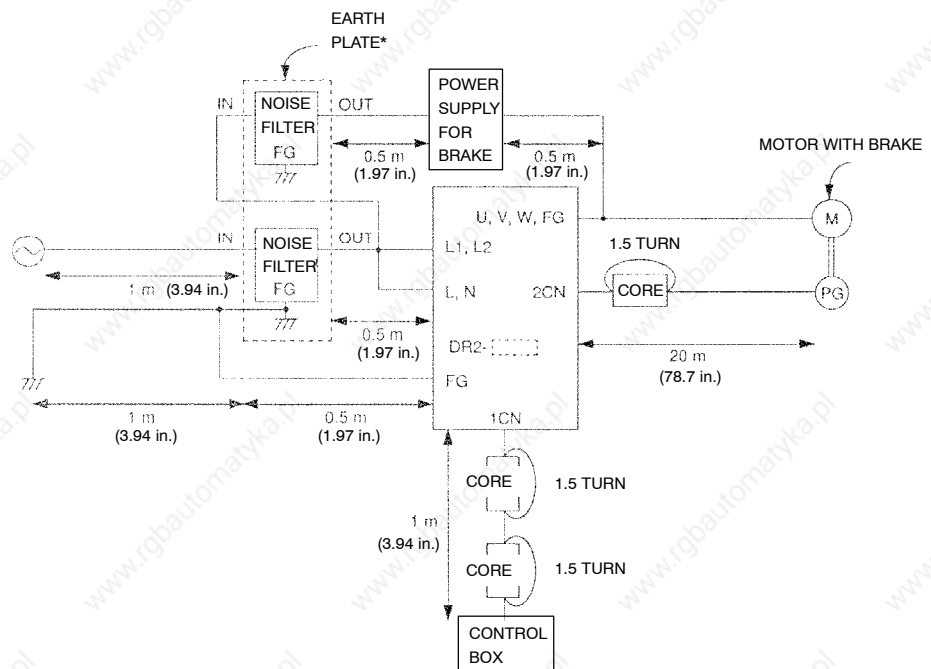 EARTH
PLATE*
IN
NOISE
FILTER
FG
OUT
POWER
SUPPLY
FOR
BRAKE
0.5 m
(1.97 in.)
0.5 m
(1.97 in.)
MOTOR WITH BRAKE
U, V, W, FG
M
IN
NOISE
FILTER
FG
OUT
L1, L2
1.5 TURN
1 m (3.94 in.)
L, N
2CN
CORE
PG
0.5 m
(1.97 in.)
DR2-
20 m
(78.7 in.)
FG
1 m
(3.94 in.)
0.5 m
(1.97 in.)
1CN
CORE
1.5 TURN
1 m
(3.94 in.)
CORE
1.5 TURN
CONTROL
BOX
www.rgbautomatyka.pl